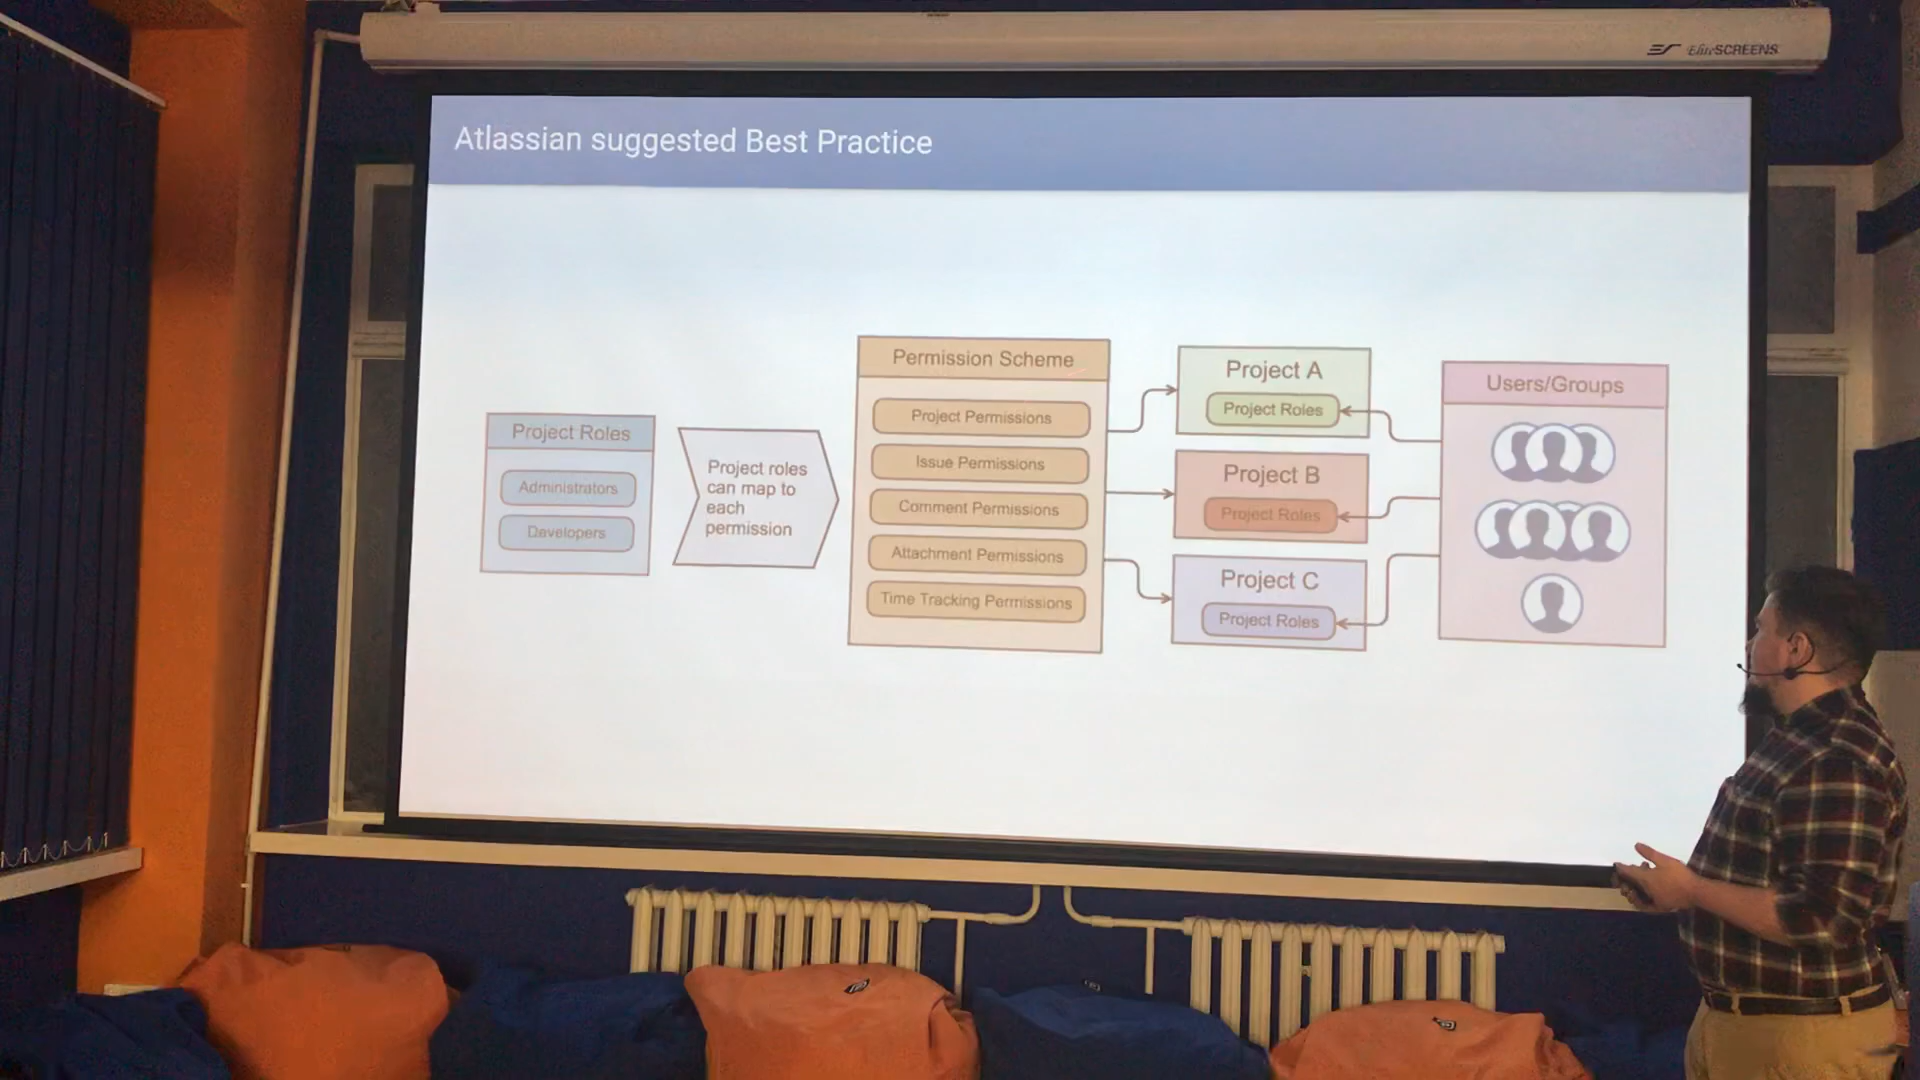 EliteSCREENS
Atlassian suggested Best Practice
Project Roles
Administrators
Developers
Project roles
can map to
each
permission
Permission Scheme
Project Permissions
Issue Permissions
Comment Permissions
Attachment Permissions
Time Tracking Permissions
Project A
Project Roles
Project B
Project Roles
Project C
Project Roles
Users/Groups